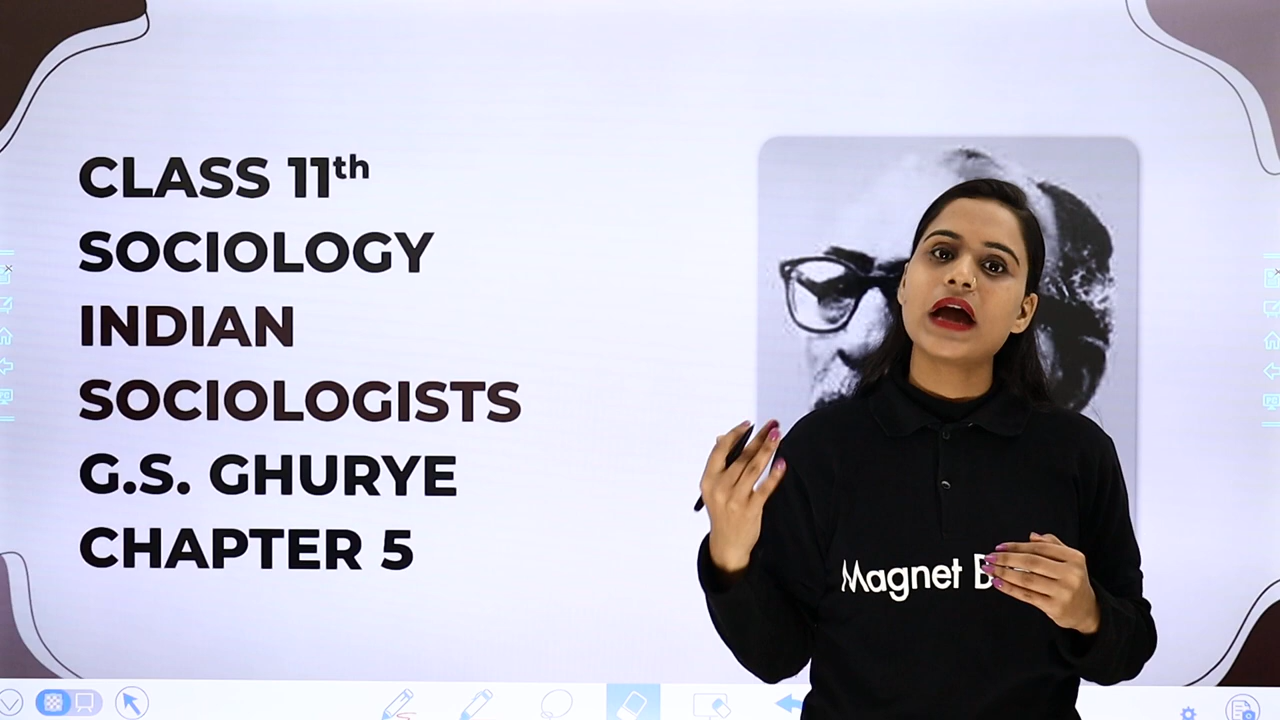 CLASS 11th
SOCIOLOGY
INDIAN
SOCIOLOGISTS
G.S. GHURYE
CHAPTER 5
Magnet